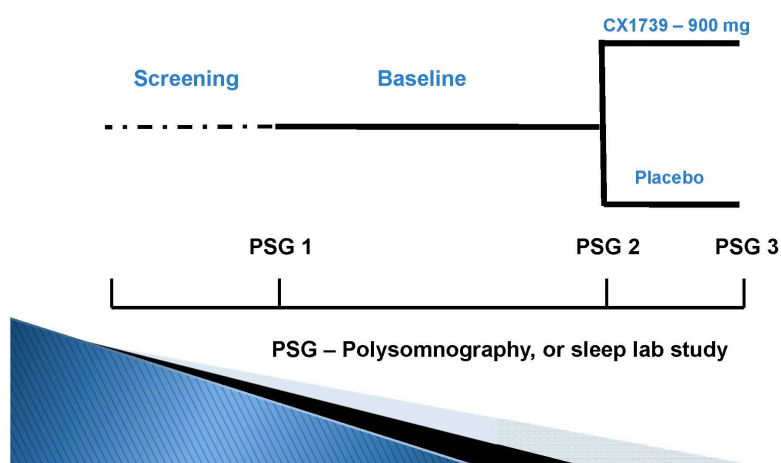 CX1739 – 900 mg
Screening
Baseline
Placebo
PSG 1
PSG 2
PSG 3
PSG – Polysomnography, or sleep lab study